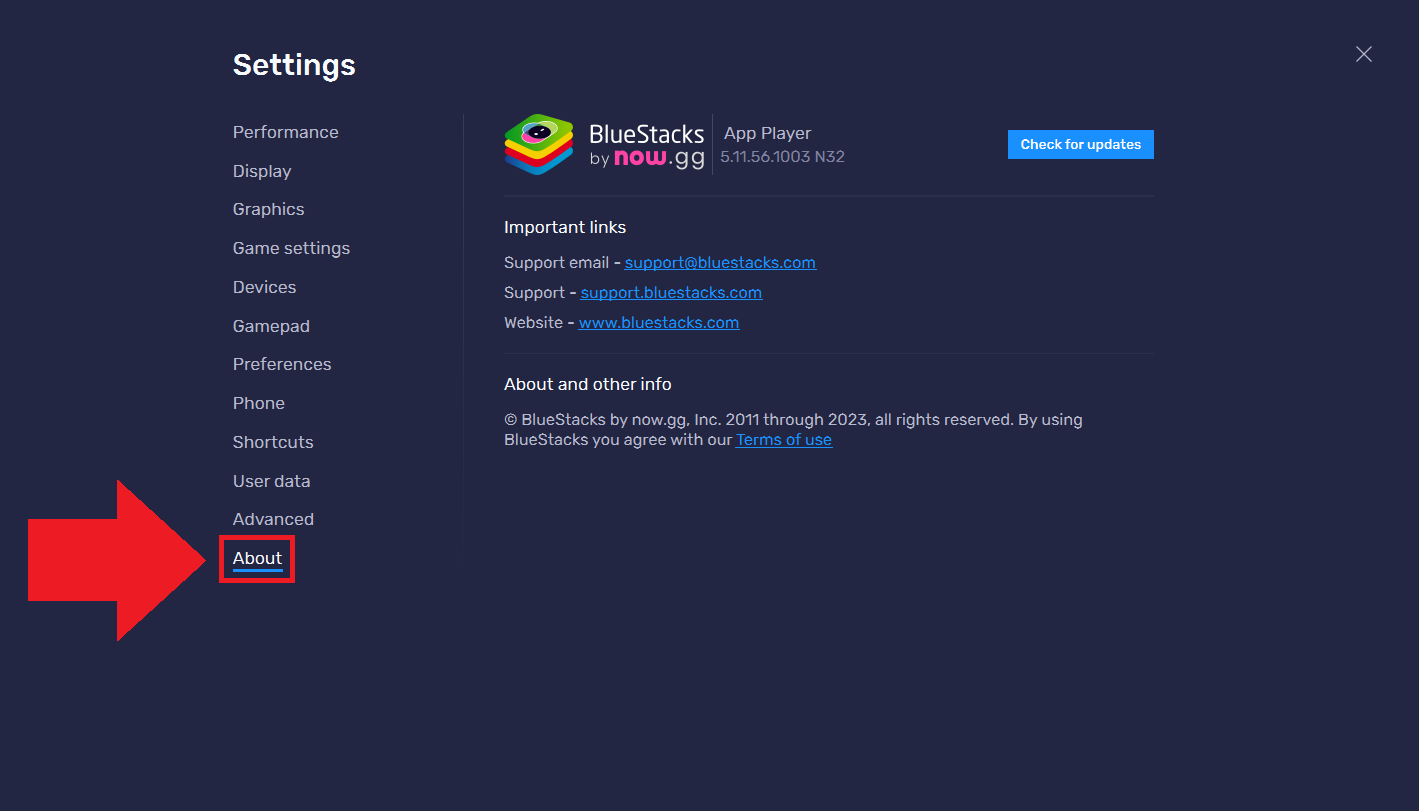 Settings
Performance
Display
Graphics
Game settings
Devices
Gamepad
Preferences
Phone
Shortcuts
User data
Advanced
About
BlueStacks
by now.gg
App Player
5.11.56.1003 N32
Check for updates
Important links
Support email - support@bluestacks.com
Support - support.bluestacks.com
Website - www.bluestacks.com
About and other info
© BlueStacks by now.gg, Inc. 2011 through 2023, all rights reserved. By using
BlueStacks you agree with our Terms of use